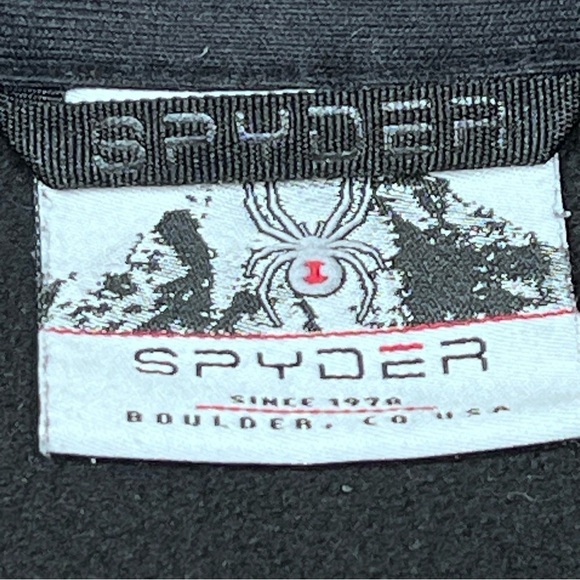 SPYDER
SPYDER
SINCE 1978
BOULDER, CO USA